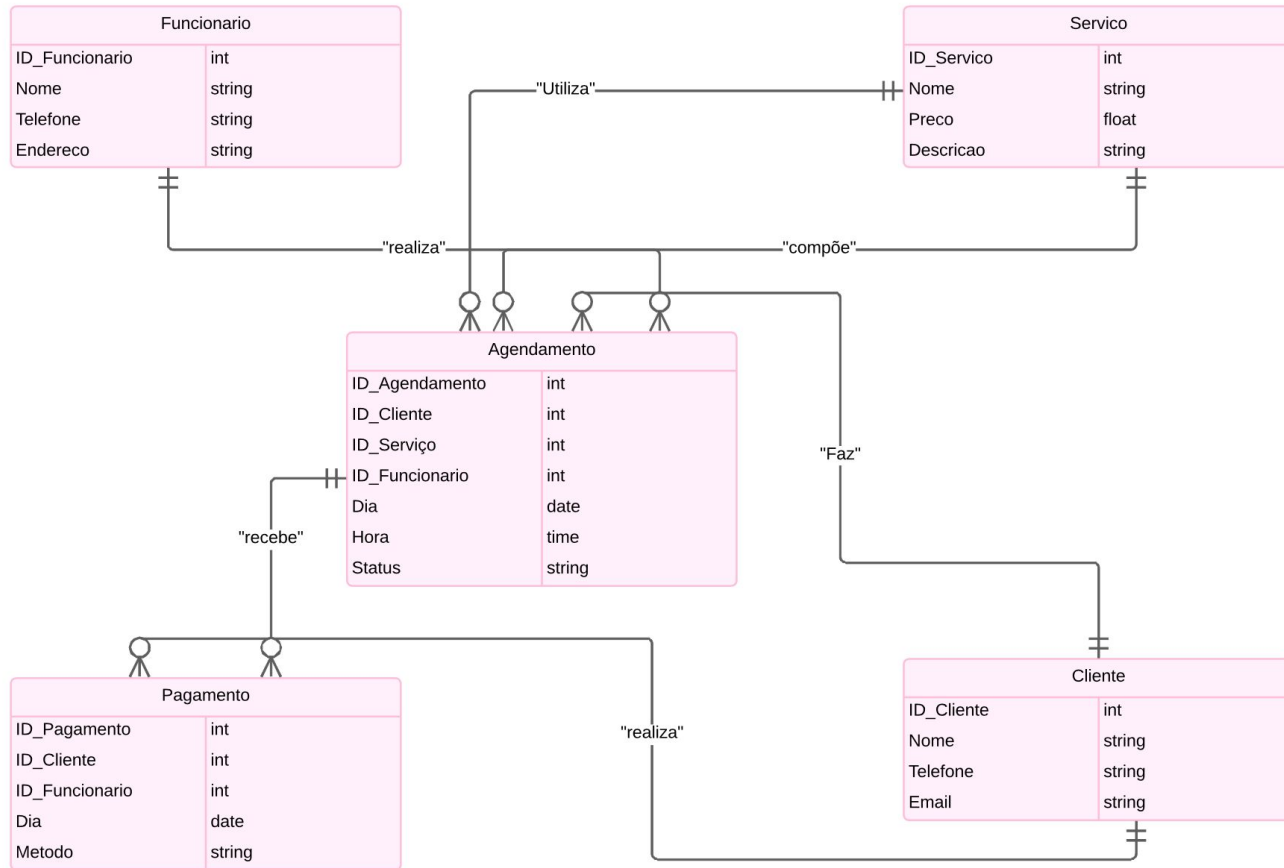 Funcionario
ID_Funcionario int
Nome string
Telefone string
Endereco string
Servico
ID_Servico int
Nome string
Preco float
Descricao string
"Utiliza"
"realiza"
"compõe"
Agendamento
ID_Agendamento int
ID_Cliente int
ID_Serviço int
ID_Funcionario int
Dia date
Hora time
Status string
"Faz"
"recebe"
Pagamento
ID_Pagamento int
ID_Cliente int
ID_Funcionario int
Dia date
Metodo string
"realiza"
Cliente
ID_Cliente int
Nome string
Telefone string
Email string